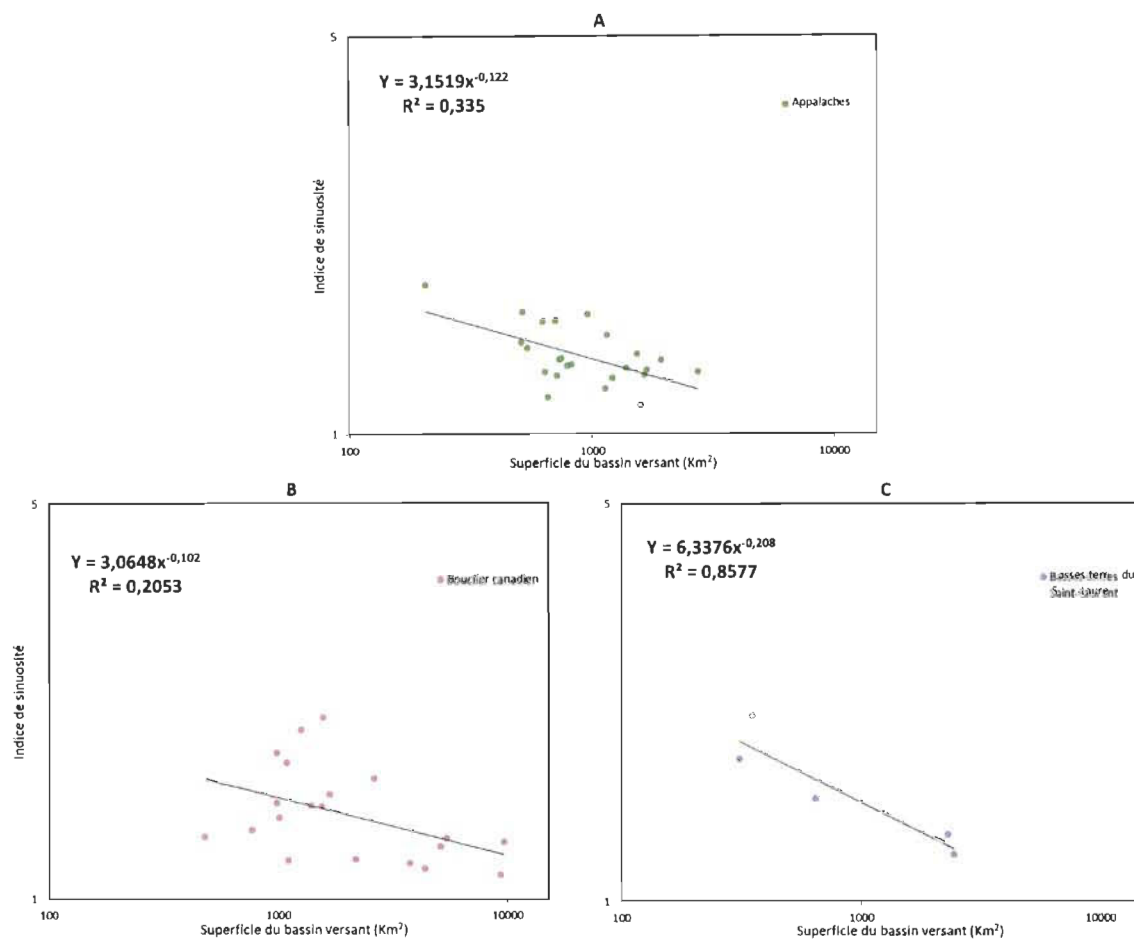 A
5
Y = 3,1519x^-0,122
R² = 0,335
Appalaches
Indice de sinuosité
1
100
1000
10000
Superficie du bassin versant (Km²)
B
5
Y = 3,0648x^-0,102
R² = 0,2053
Bouclier canadien
Indice de sinuosité
1
100
1000
10000
Superficie du bassin versant (Km²)
C
5
Y = 6,3376x^-0,208
R² = 0,8577
Basses terres du
1
100
1000
10000
Superficie du bassin versant (Km²)